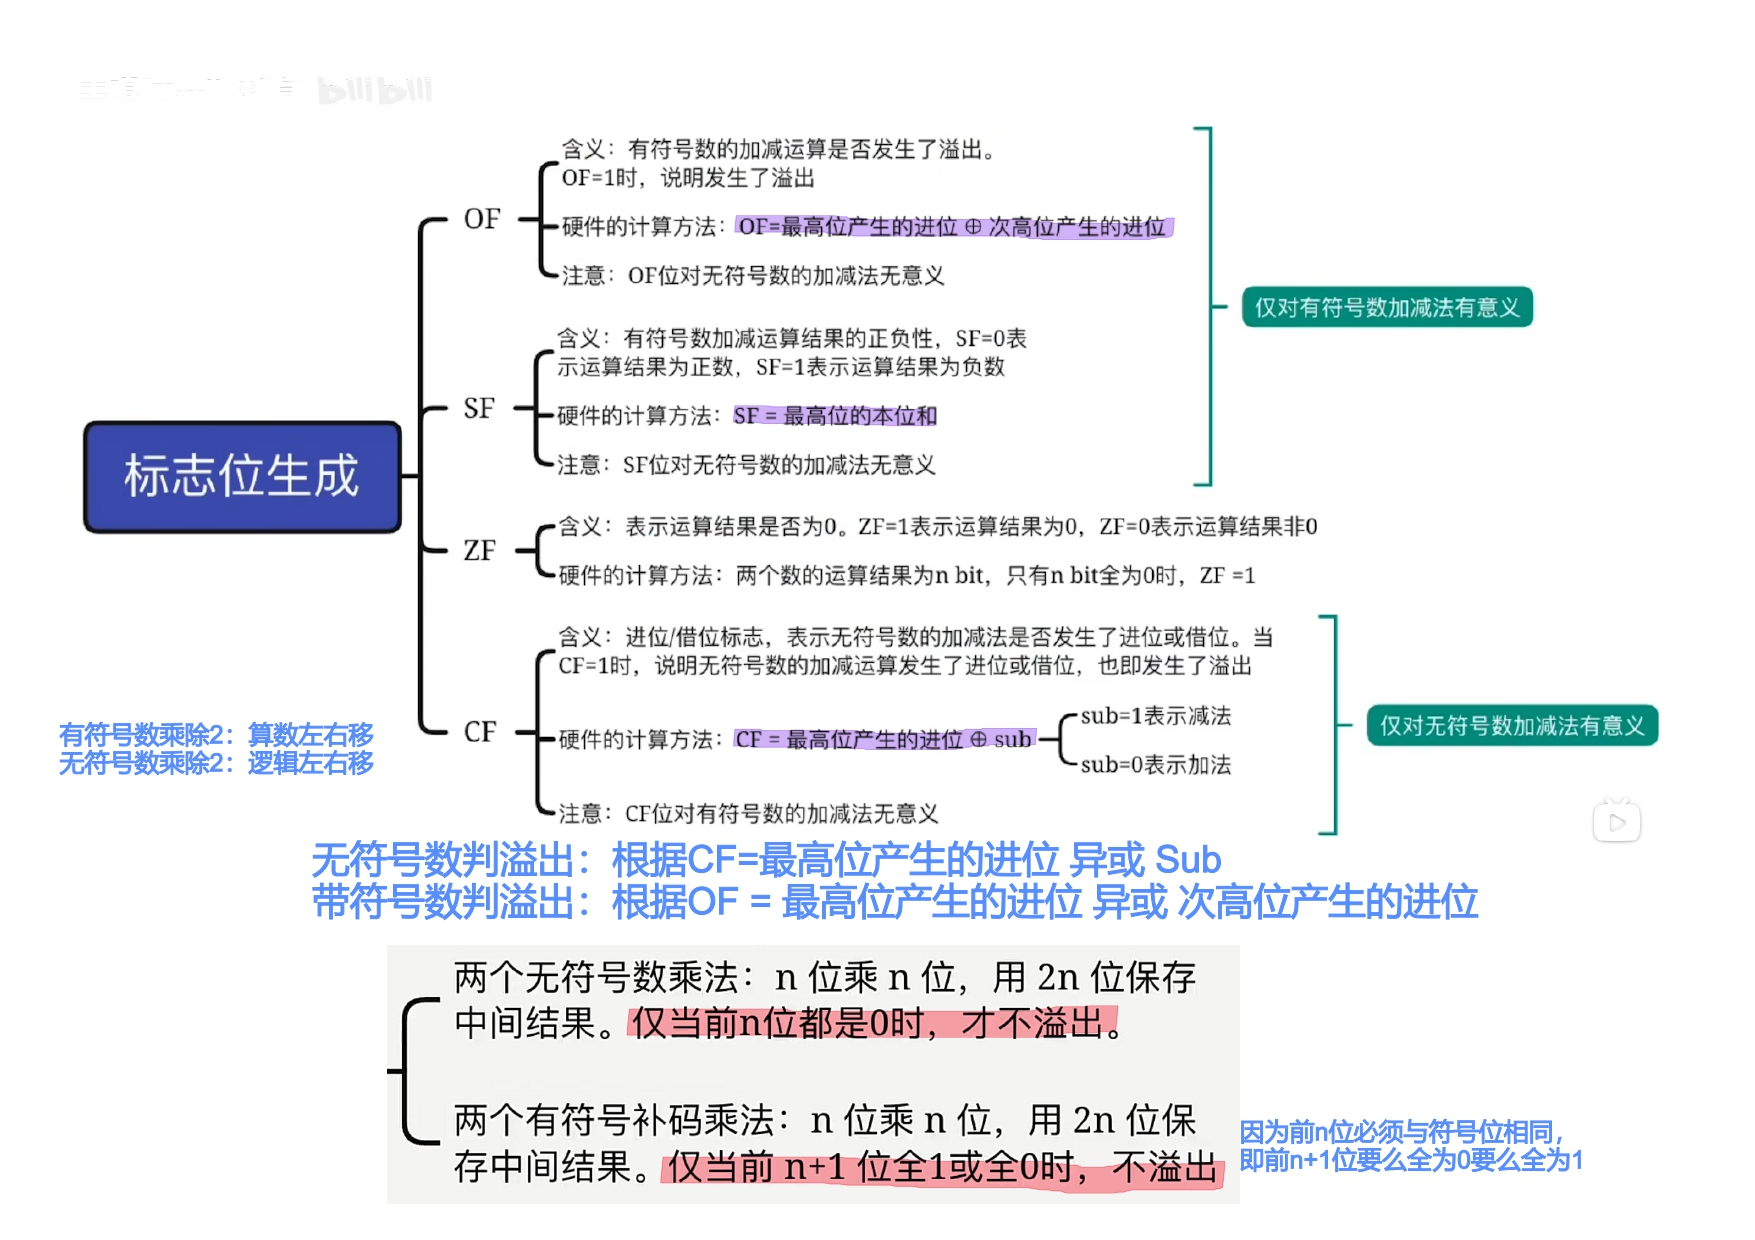 bilibili
含义：有符号数的加减运算是否发生了溢出。
OF=1时，说明发生了溢出
OF
硬件的计算方法：OF=最高位产生的进位 ⊕ 次高位产生的进位
注意：OF位对无符号数的加减法无意义
仅对有符号数加减法有意义
含义：有符号数加减运算结果的正负性，SF=0表
示运算结果为正数，SF=1表示运算结果为负数
SF
硬件的计算方法：SF = 最高位的本位和
注意：SF位对无符号数的加减法无意义
标志位生成
含义：表示运算结果是否为0。ZF=1表示运算结果为0，ZF=0表示运算结果非0
ZF
硬件的计算方法：两个数的运算结果为n bit，只有n bit全为0时，ZF =1
含义：进位/借位标志，表示无符号数的加减法是否发生了进位或借位。当
CF=1时，说明无符号数的加减运算发生了进位或借位，也即发生了溢出
CF
硬件的计算方法：CF = 最高位产生的进位 ⊕ sub
sub=1表示减法
sub=0表示加法
仅对无符号数加减法有意义
注意：CF位对有符号数的加减法无意义
有符号数乘除2：算数左右移
无符号数乘除2：逻辑左右移
无符号数判溢出：根据CF=最高位产生的进位 异或 Sub
带符号数判溢出：根据OF = 最高位产生的进位 异或 次高位产生的进位
两个无符号数乘法：n 位乘 n 位，用 2n 位保存
中间结果。仅当前n位都是0时，才不溢出。
两个有符号补码乘法：n 位乘 n 位，用 2n 位保
存中间结果。仅当前 n+1 位全1或全0时，不溢出
因为前n位必须与符号位相同，
即前n+1位要么全为0要么全为1